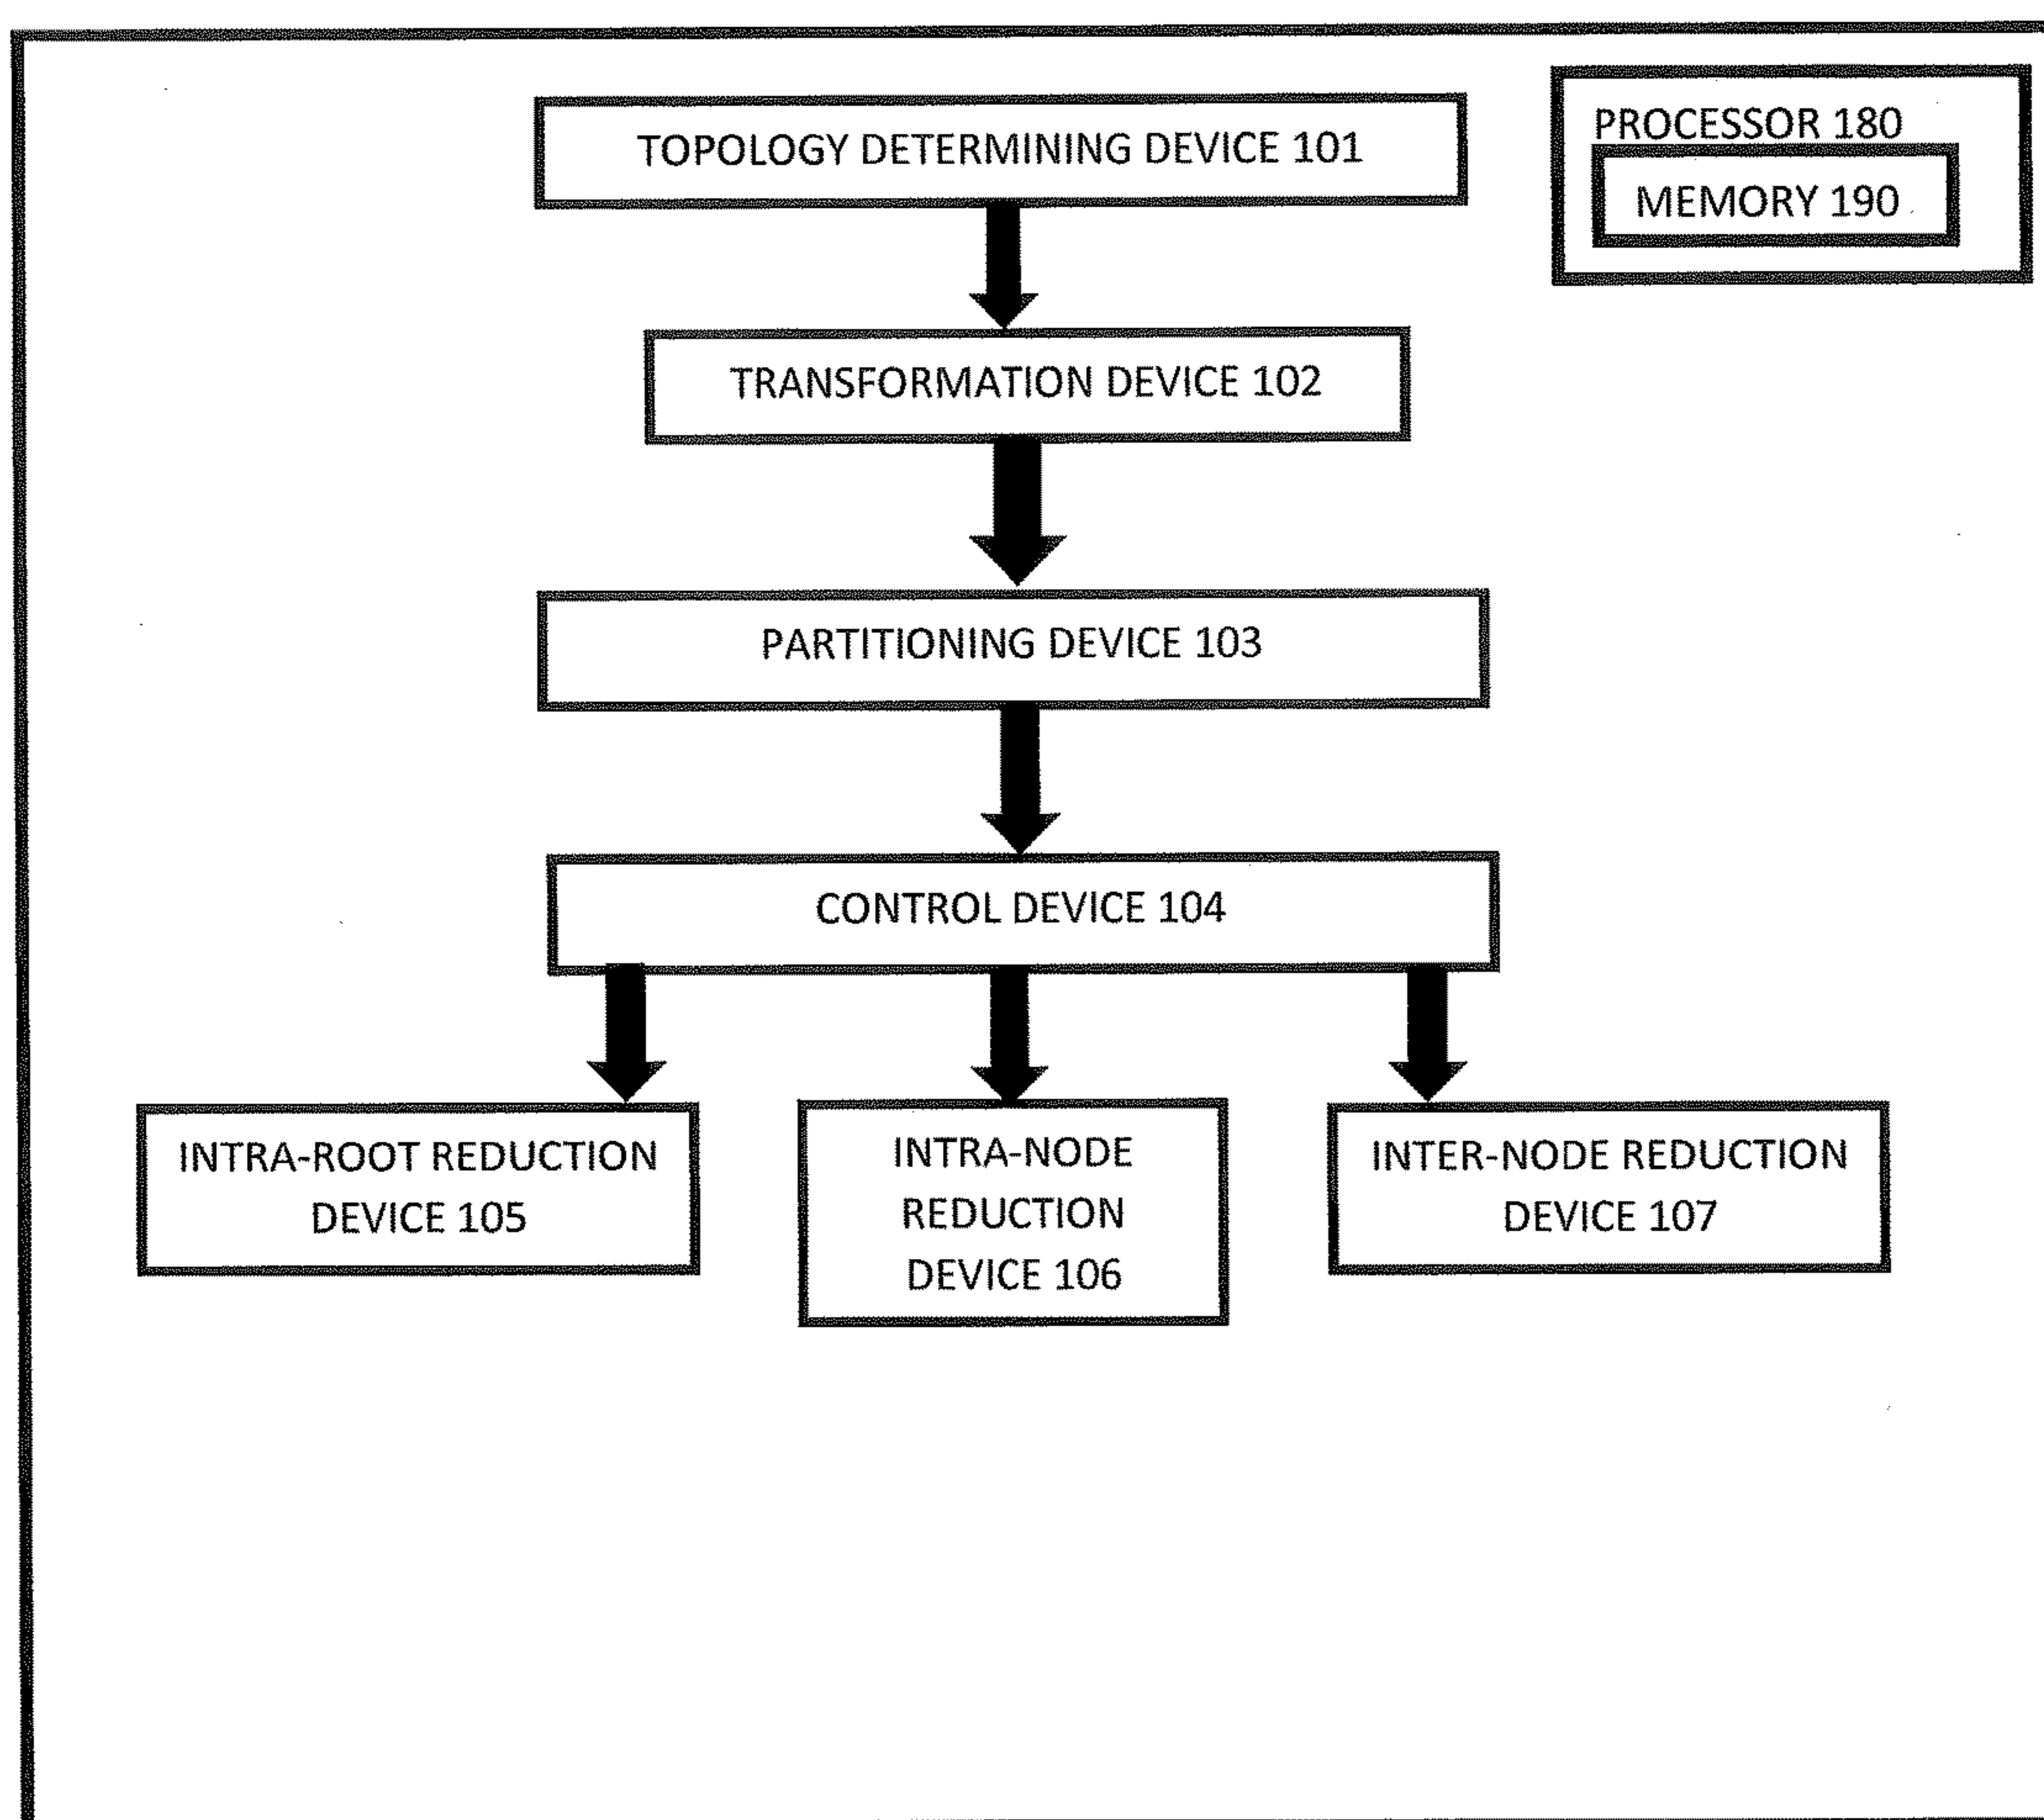 TOPOLOGY DETERMINING DEVICE 101
PROCESSOR 180
MEMORY 190
TRANSFORMATION DEVICE 102
PARTITIONING DEVICE 103
CONTROL DEVICE 104
INTRA-ROOT REDUCTION
DEVICE 105
INTRA-NODE
REDUCTION
DEVICE 106
INTER-NODE REDUCTION
DEVICE 107